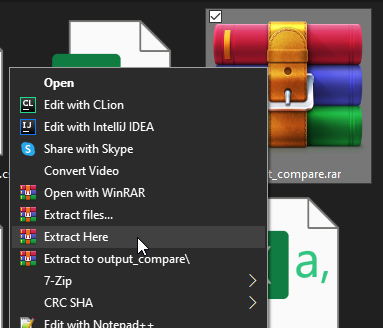 Open
CL Edit with CLion
IJ Edit with IntelliJ IDEA
S Share with Skype
Convert Video
Open with WinRAR
_compare.rar
Extract files...
Extract Here
Extract to output_compare\
7-Zip
a,
CRC SHA
Edit with Notepad++